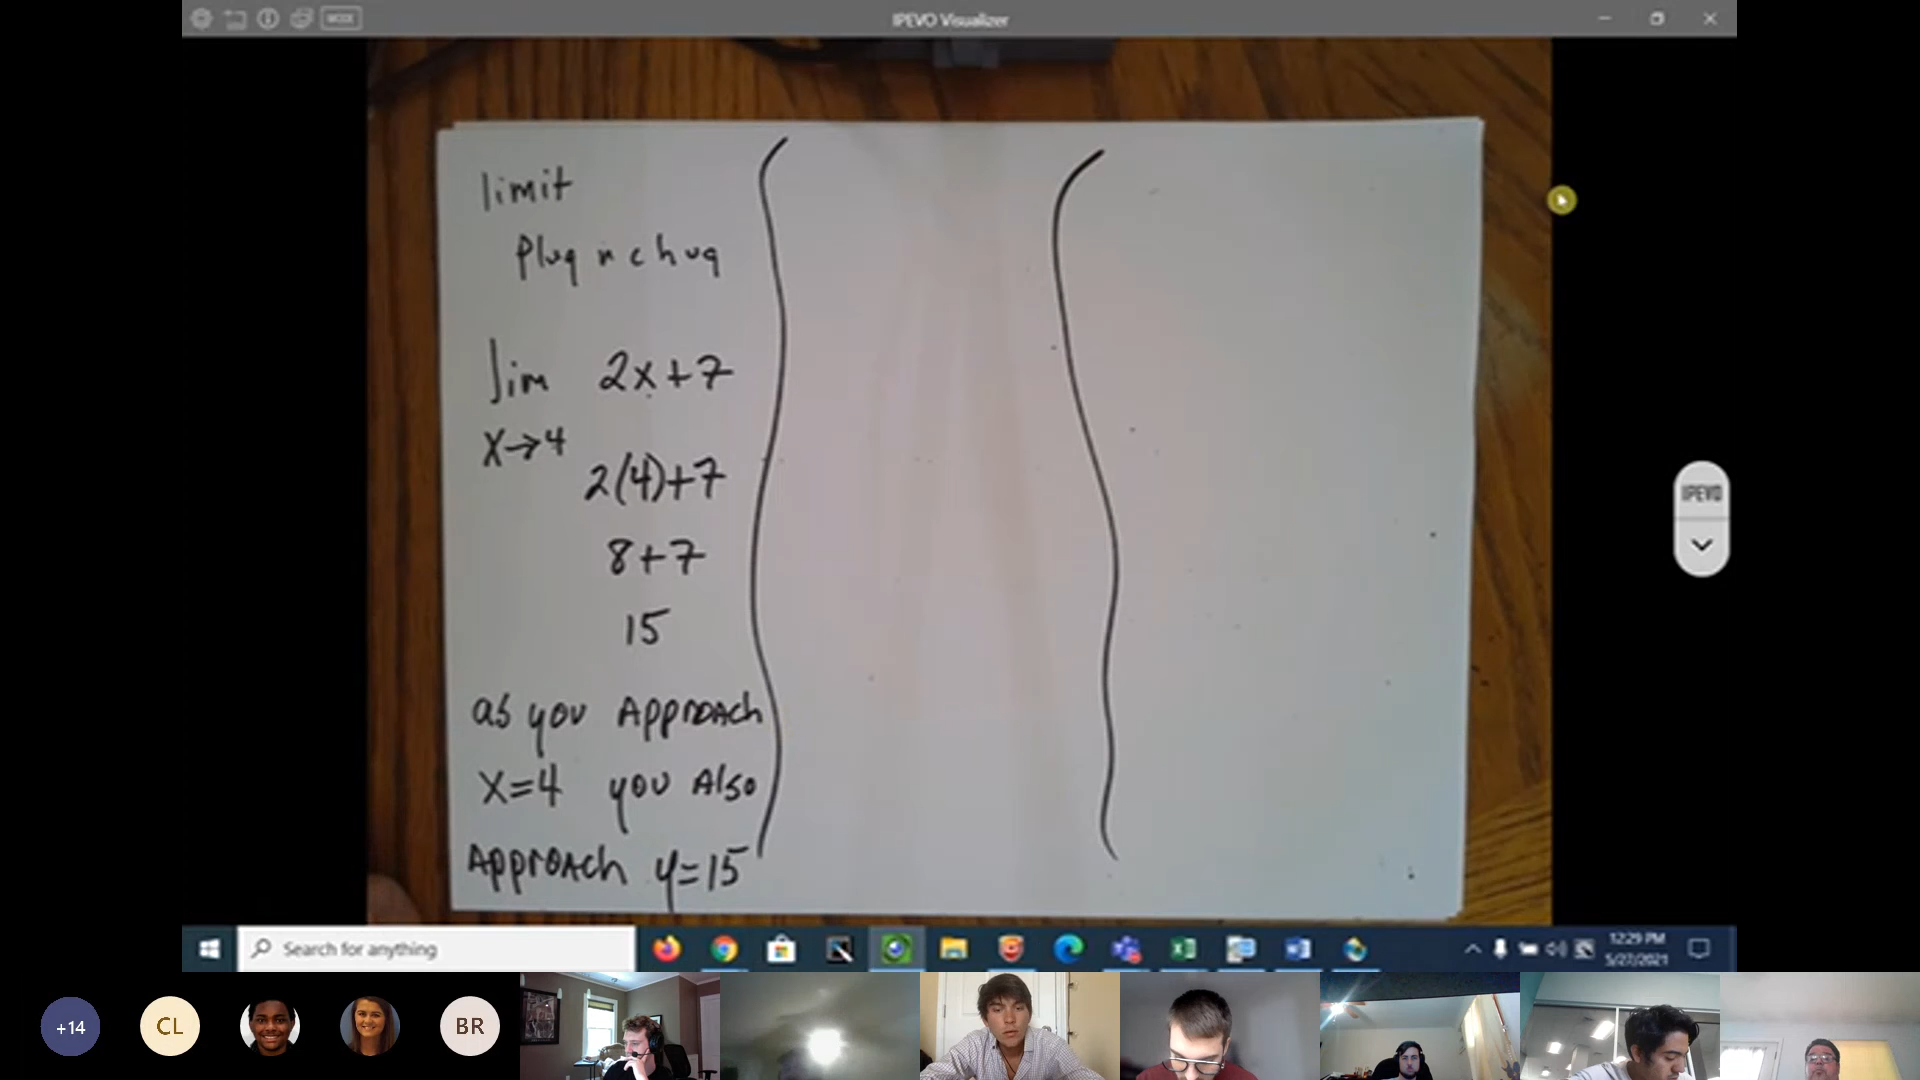 MODE
IPEVO Visualizer
limit
Plug n chug
lim 2x+7
x→4
2(4)+7
8+7
15
as you APProAch
x=4 you Also
APProAch y=15
IPEVO
Search for anything
12:29 PM
5/27/2021
+14
CL
BR